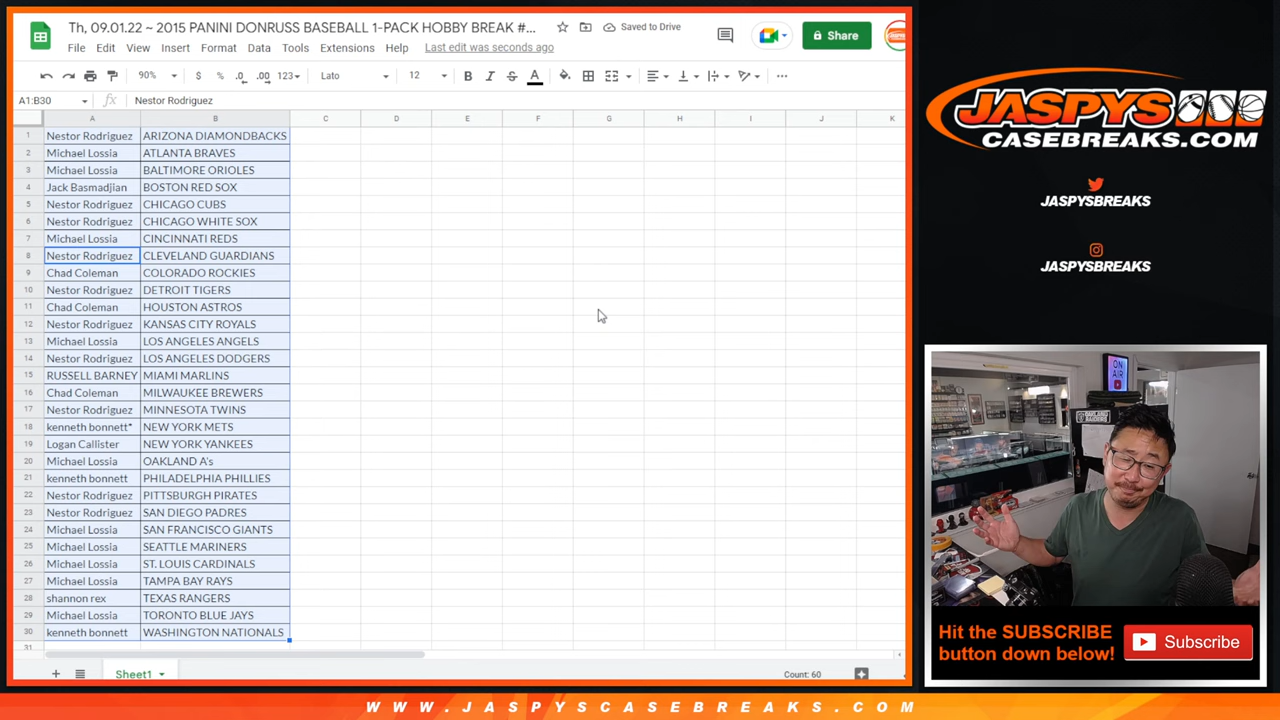 Th, 09.01.22 ~ 2015 PANINI DONRUSS BASEBALL 1-PACK HOBBY BREAK #...
Saved to Drive
Share
File Edit View Insert Format Data Tools Extensions Help Last edit was seconds ago
90% $ % .0 .00 123 Lato 12 B I S A
A1:B30 fx Nestor Rodriguez
A B C D E F G H I J K
1 Nestor Rodriguez ARIZONA DIAMONDBACKS
2 Michael Lossia ATLANTA BRAVES
3 Michael Lossia BALTIMORE ORIOLES
4 Jack Basmadjian BOSTON RED SOX
5 Nestor Rodriguez CHICAGO CUBS
6 Nestor Rodriguez CHICAGO WHITE SOX
7 Michael Lossia CINCINNATI REDS
8 Nestor Rodriguez CLEVELAND GUARDIANS
9 Chad Coleman COLORADO ROCKIES
10 Nestor Rodriguez DETROIT TIGERS
11 Chad Coleman HOUSTON ASTROS
12 Nestor Rodriguez KANSAS CITY ROYALS
13 Michael Lossia LOS ANGELES ANGELS
14 Nestor Rodriguez LOS ANGELES DODGERS
15 RUSSELL BARNEY MIAMI MARLINS
16 Chad Coleman MILWAUKEE BREWERS
17 Nestor Rodriguez MINNESOTA TWINS
18 kenneth bonnett* NEW YORK METS
19 Logan Callister NEW YORK YANKEES
20 Michael Lossia OAKLAND A's
21 kenneth bonnett PHILADELPHIA PHILLIES
22 Nestor Rodriguez PITTSBURGH PIRATES
23 Nestor Rodriguez SAN DIEGO PADRES
24 Michael Lossia SAN FRANCISCO GIANTS
25 Michael Lossia SEATTLE MARINERS
26 Michael Lossia ST. LOUIS CARDINALS
27 Michael Lossia TAMPA BAY RAYS
28 shannon rex TEXAS RANGERS
29 Michael Lossia TORONTO BLUE JAYS
30 kenneth bonnett WASHINGTON NATIONALS
31
Sheet1
Count: 60
JASPYS
CASEBREAKS.COM
JASPYSBREAKS
JASPYSBREAKS
ON
AIR
OAKLAND RAIDERS
Hit the SUBSCRIBE
button down below!
Subscribe
WWW.JASPYSCASEBREAKS.COM